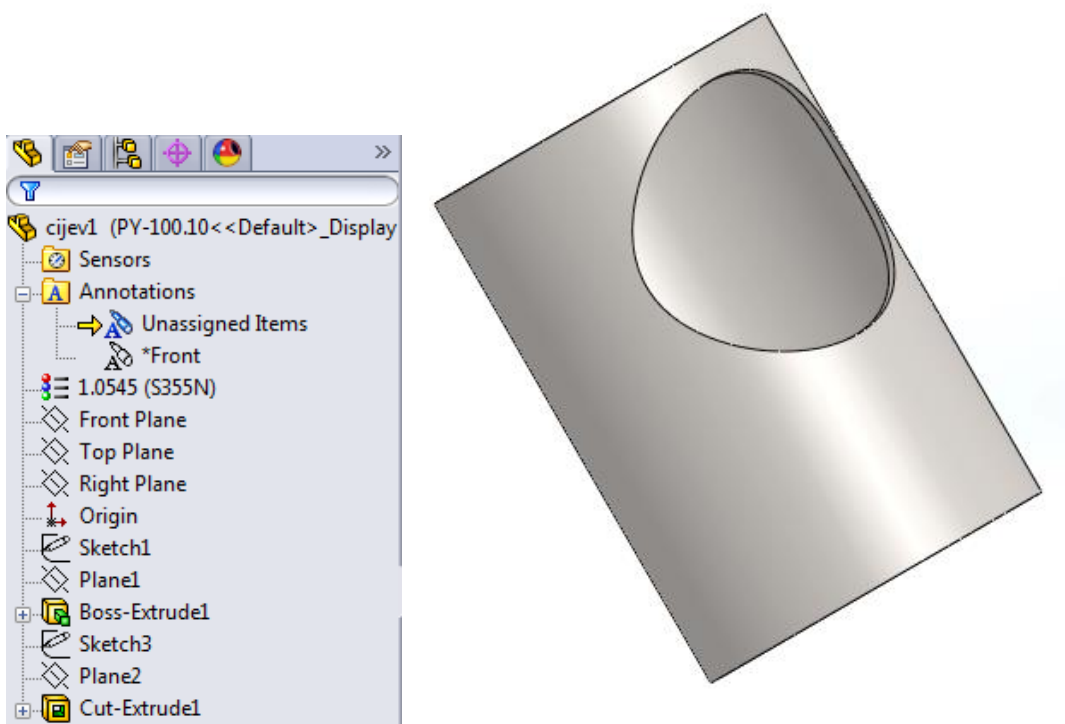 »
cijev1 (PY-100.10<<Default>_Display
Sensors
A Annotations
A Unassigned Items
A *Front
1.0545 (S355N)
Front Plane
Top Plane
Right Plane
Origin
Sketch1
Plane1
Boss-Extrude1
Sketch3
Plane2
Cut-Extrude1